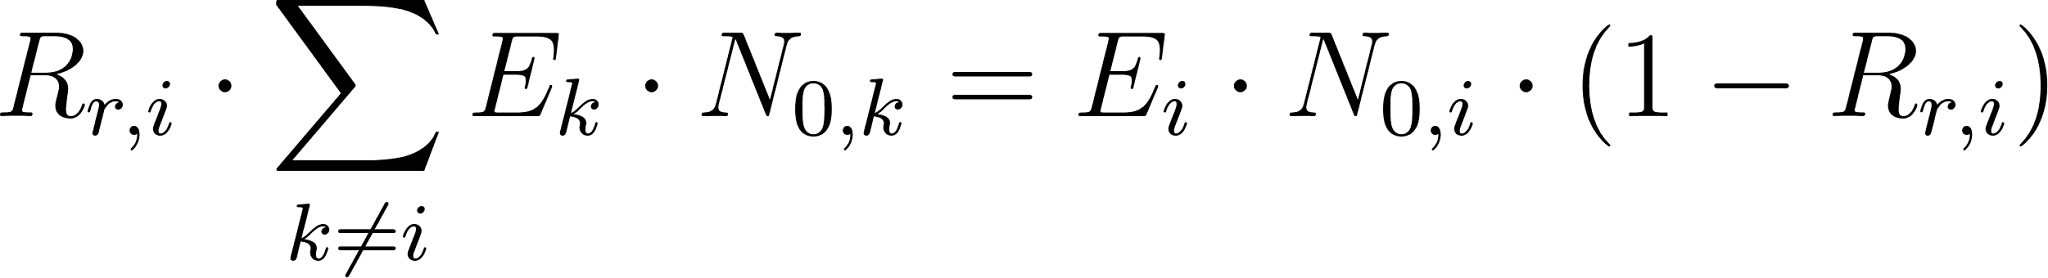 R_{r,i} \cdot \sum_{k \neq i} E_k \cdot N_{0,k} = E_i \cdot N_{0,i} \cdot (1 - R_{r,i})